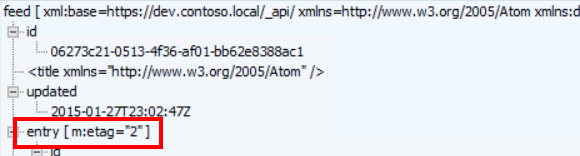 feed [ xml:base=https://dev.contoso.local/_api/ xmlns=http://www.w3.org/2005/Atom xmlns:d
id
06273c21-0513-4f36-af01-bb62e8388ac1
<title xmlns="http://www.w3.org/2005/Atom" />
updated
2015-01-27T23:02:47Z
entry [ m:etag="2" ]
id